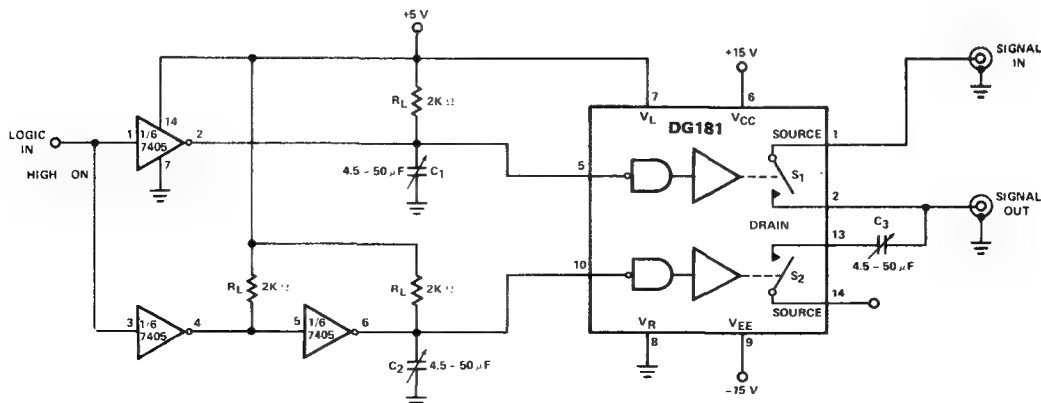 +5 V
+15 V
SIGNAL
IN
R_L 2K Ω
7
6
V_L
V_CC
DG181
14
LOGIC
IN
1
1/6
7405
2
7
HIGH ON
4.5 - 50 μF C_1
SOURCE 1
5
S_1
2
SIGNAL
OUT
DRAIN
C_3
13
4.5 - 50 μF
10
R_L 2K Ω
R_L 2K Ω
S_2
14
SOURCE
3
1/6
7405
4
5
1/6
7405
6
V_R
V_EE
8
9
C_2 4.5 - 50 μF
-15 V